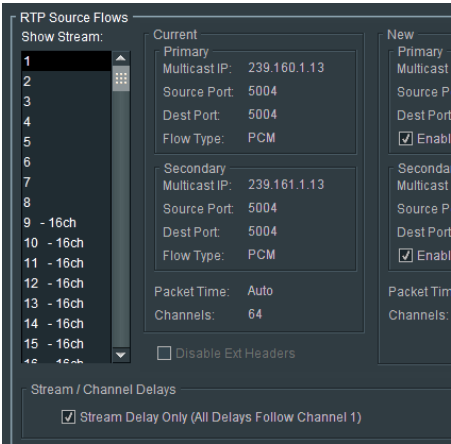 RTP Source Flows
Show Stream:
1
2
3
4
5
6
7
8
9 - 16ch
10 - 16ch
11 - 16ch
12 - 16ch
13 - 16ch
14 - 16ch
15 - 16ch
16 - 16ch
Current
Primary
Multicast IP: 239.160.1.13
Source Port: 5004
Dest Port: 5004
Flow Type: PCM
Secondary
Multicast IP: 239.161.1.13
Source Port: 5004
Dest Port: 5004
Flow Type: PCM
Packet Time: Auto
Channels: 64
Disable Ext Headers
New
Primary
Multicast
Source P
Dest Port
Enabl
Seconda
Multicast
Source P
Dest Port
Enabl
Packet Tim
Channels:
Stream / Channel Delays
Stream Delay Only (All Delays Follow Channel 1)